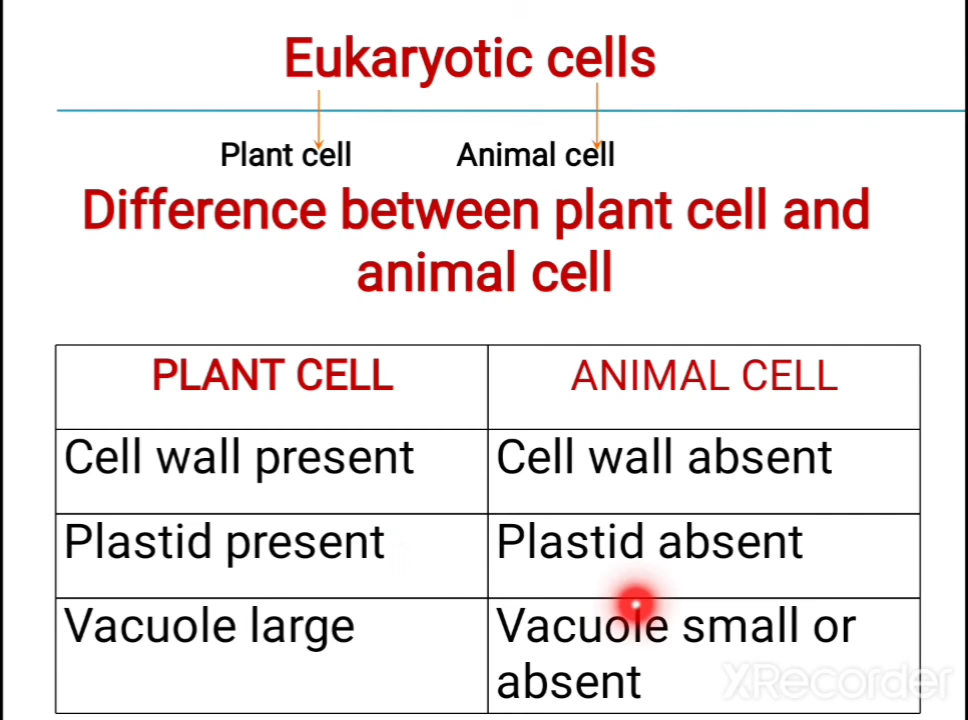 Eukaryotic cells
Plant cell Animal cell
Difference between plant cell and
animal cell
PLANT CELL ANIMAL CELL
Cell wall present Cell wall absent
Plastid present Plastid absent
Vacuole large Vacuole small or
absent
XRecorder